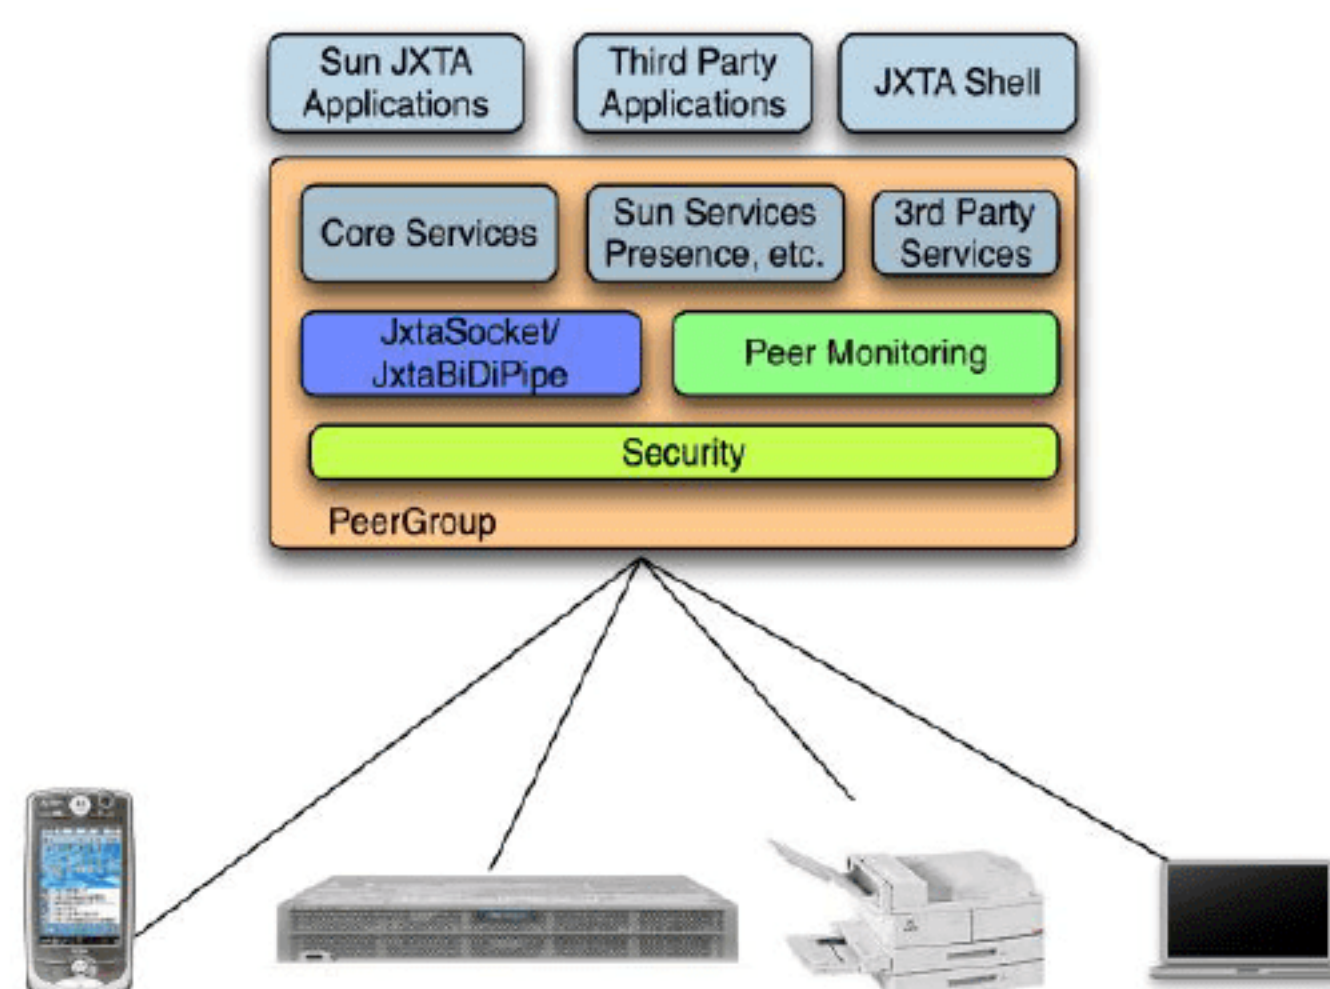 Sun JXTA
Applications
Third Party
Applications
JXTA Shell
Core Services
Sun Services
Presence, etc.
3rd Party
Services
JxtaSocket/
JxtaBiDiPipe
Peer Monitoring
Security
PeerGroup